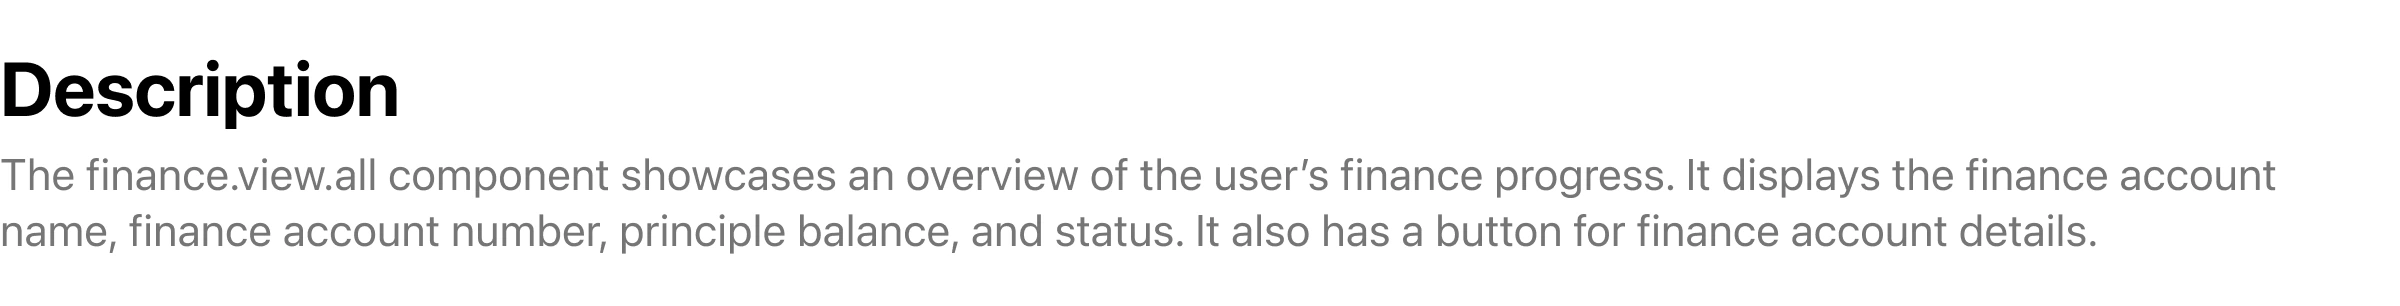 Description
The finance.view.all component showcases an overview of the user’s finance progress. It displays the finance account
name, finance account number, principle balance, and status. It also has a button for finance account details.